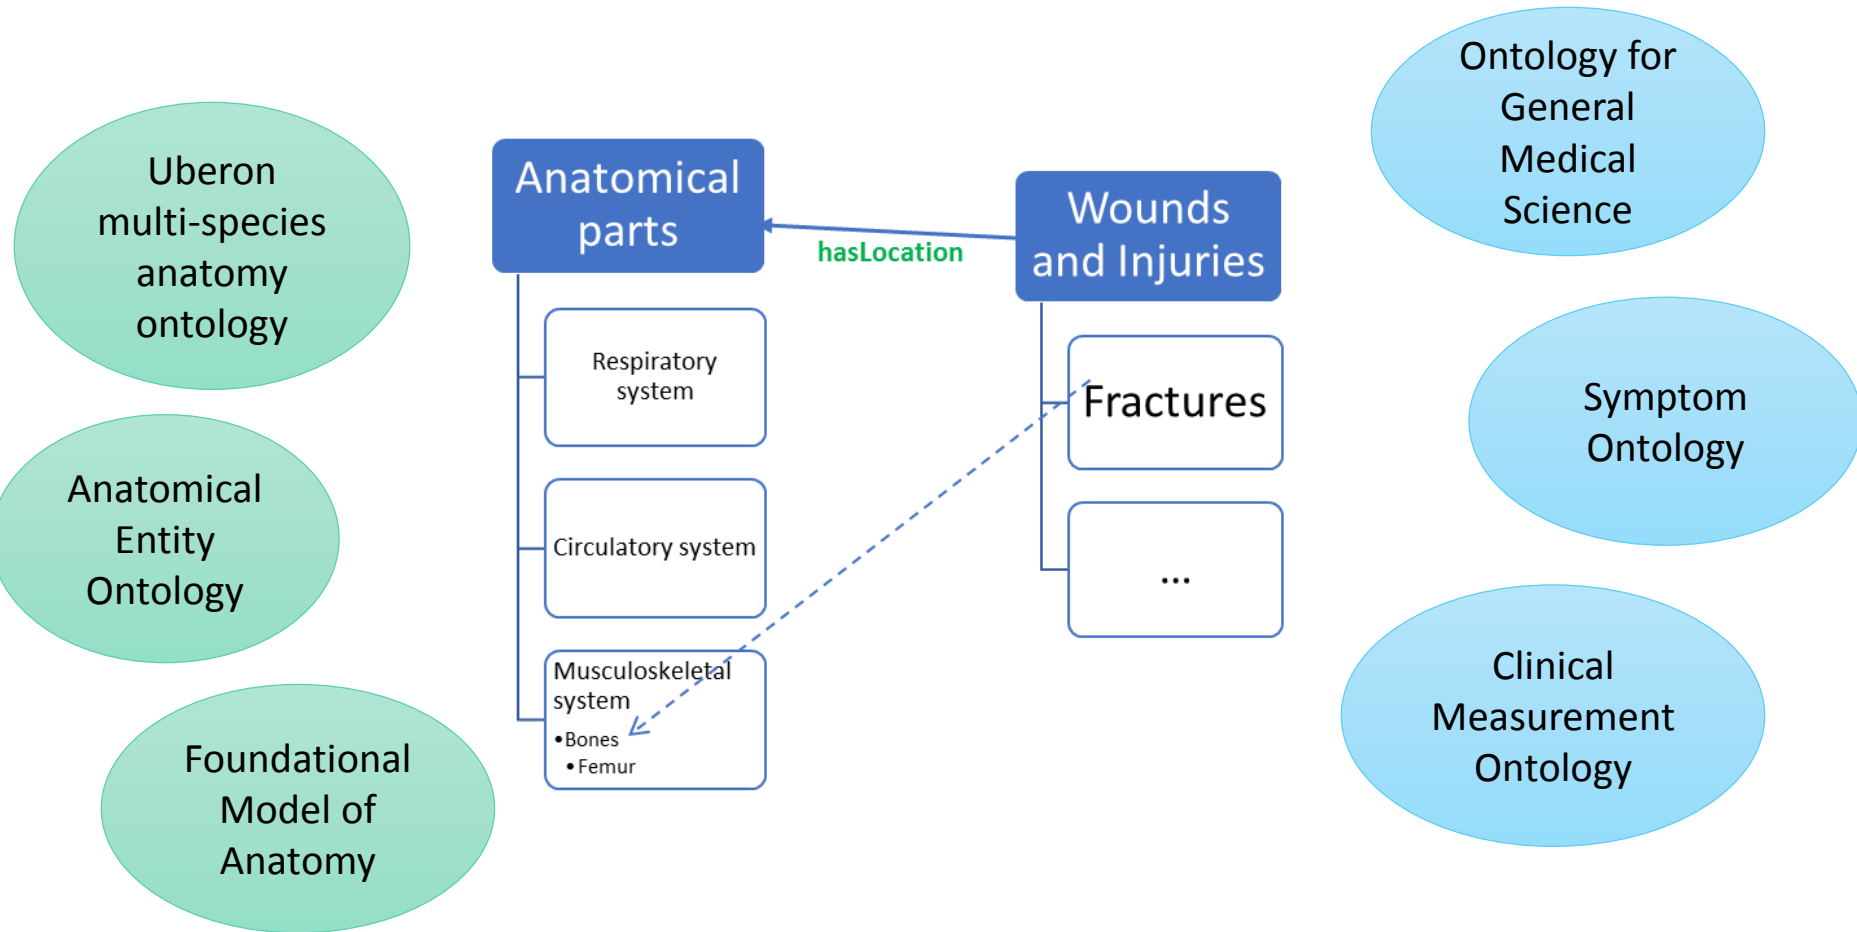 Uberon
multi-species
anatomy
ontology
Anatomical
Entity
Ontology
Foundational
Model of
Anatomy
Anatomical
parts
Respiratory
system
Circulatory system
Musculoskeletal
system
•Bones
•Femur
hasLocation
Wounds
and Injuries
Fractures
...
Ontology for
General
Medical
Science
Symptom
Ontology
Clinical
Measurement
Ontology